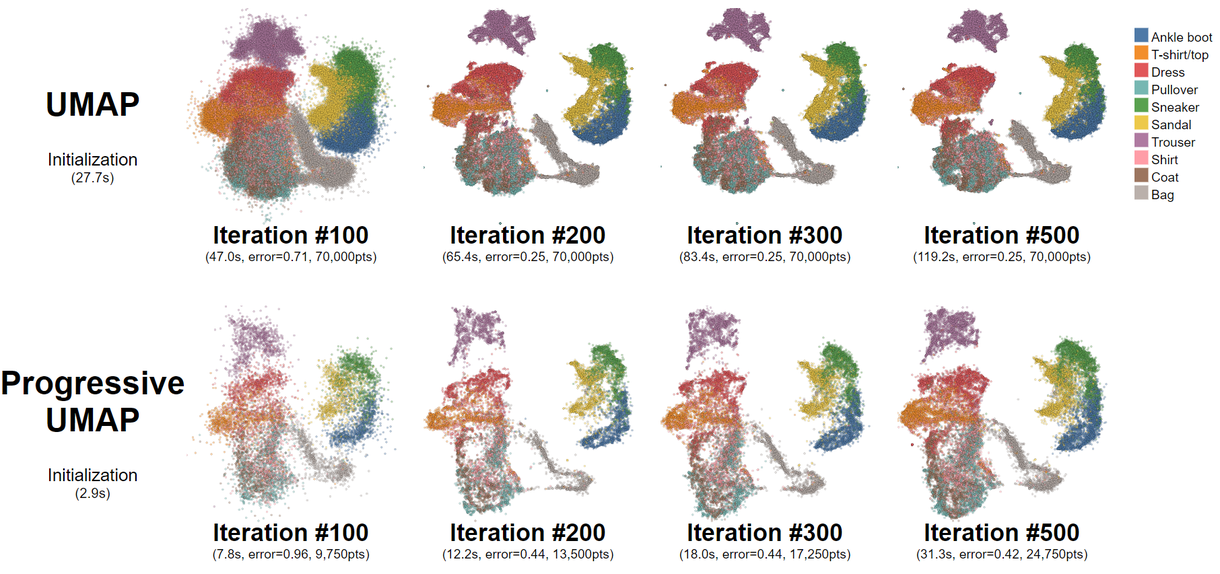 UMAP
Initialization
(27.7s)
Iteration #100
(47.0s, error=0.71, 70,000pts)
Iteration #200
(65.4s, error=0.25, 70,000pts)
Iteration #300
(83.4s, error=0.25, 70,000pts)
Iteration #500
(119.2s, error=0.25, 70,000pts)
Ankle boot
T-shirt/top
Dress
Pullover
Sneaker
Sandal
Trouser
Shirt
Coat
Bag
Progressive
UMAP
Initialization
(2.9s)
Iteration #100
(7.8s, error=0.96, 9,750pts)
Iteration #200
(12.2s, error=0.44, 13,500pts)
Iteration #300
(18.0s, error=0.44, 17,250pts)
Iteration #500
(31.3s, error=0.42, 24,750pts)